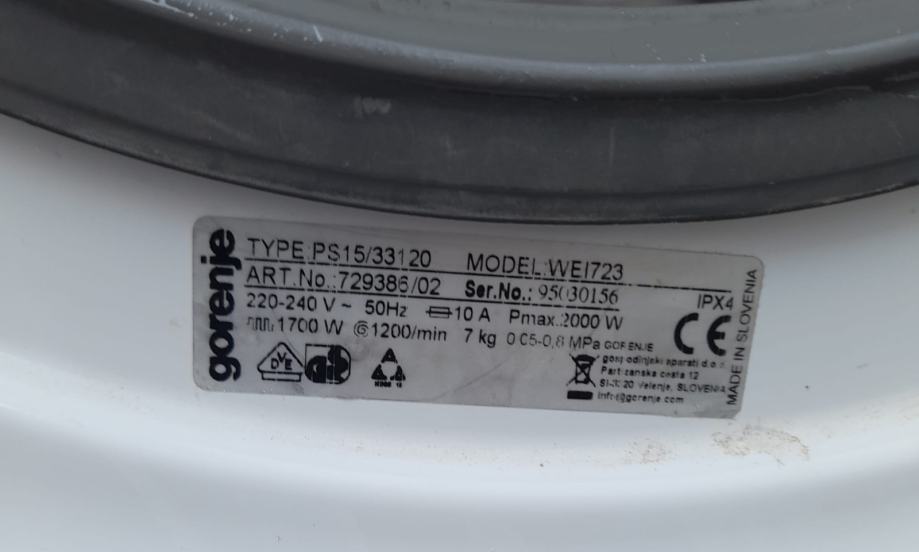 gorenje
TYPE:PS15/33120 MODEL:WEI723
ART.No.:729386/02 Ser.No.: 95030156
220-240 V ~ 50Hz 10 A Pmax.:2000 W IPX4
1700 W 1200/min 7 kg 0,05-0,8 MPa GORENJE
gospodinjski aparati d.o.o.
Partizanska cesta 12
SI-3320 Velenje, SLOVENIA
info@gorenje.com
DVE
CE
MADE IN SLOVENIA